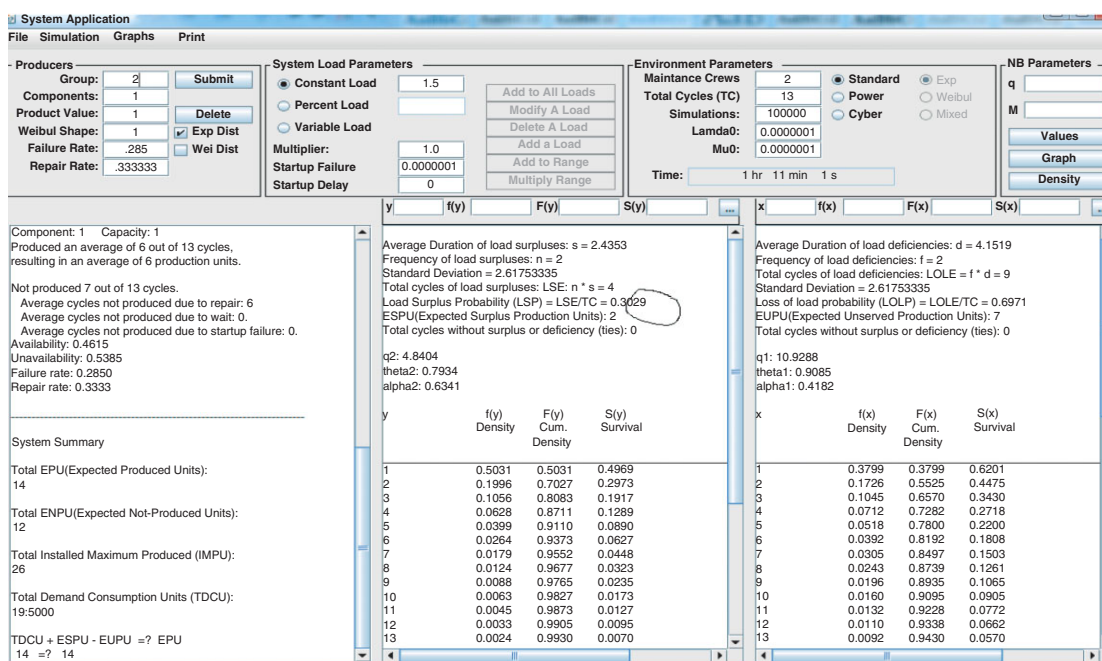 System Application
File Simulation Graphs Print
Producers
Group: 2
Submit
Components: 1
Product Value: 1
Delete
Weibul Shape: 1
Exp Dist
Failure Rate: .285
Wei Dist
Repair Rate: .333333
System Load Parameters
Constant Load 1.5
Percent Load
Variable Load
Multiplier: 1.0
Startup Failure 0.0000001
Startup Delay 0
Add to All Loads
Modify A Load
Delete A Load
Add a Load
Add to Range
Multiply Range
Environment Parameters
Maintance Crews 2
Total Cycles (TC) 13
Simulations: 100000
Lamda0: 0.0000001
Mu0: 0.0000001
Standard
Power
Cyber
Exp
Weibul
Mixed
Time: 1 hr 11 min 1 s
NB Parameters
q
M
Values
Graph
Density
y f(y) F(y) S(y) ...
x f(x) F(x) S(x)
Component: 1 Capacity: 1
Produced an average of 6 out of 13 cycles,
resulting in an average of 6 production units.
Not produced 7 out of 13 cycles.
Average cycles not produced due to repair: 6
Average cycles not produced due to wait: 0.
Average cycles not produced due to startup failure: 0.
Availability: 0.4615
Unavailability: 0.5385
Failure rate: 0.2850
Repair rate: 0.3333
System Summary
Total EPU(Expected Produced Units):
14
Total ENPU(Expected Not-Produced Units):
12
Total Installed Maximum Produced (IMPU):
26
Total Demand Consumption Units (TDCU):
19:5000
TDCU + ESPU - EUPU =? EPU
14 =? 14
Average Duration of load surpluses: s = 2.4353
Frequency of load surpluses: n = 2
Standard Deviation = 2.61753335
Total cycles of load surpluses: LSE: n * s = 4
Load Surplus Probability (LSP) = LSE/TC = 0.3029
ESPU(Expected Surplus Production Units): 2
Total cycles without surplus or deficiency (ties): 0
q2: 4.8404
theta2: 0.7934
alpha2: 0.6341
y f(y) F(y) S(y)
Density Cum. Survival
Density
1 0.5031 0.5031 0.4969
2 0.1996 0.7027 0.2973
3 0.1056 0.8083 0.1917
4 0.0628 0.8711 0.1289
5 0.0399 0.9110 0.0890
6 0.0264 0.9373 0.0627
7 0.0179 0.9552 0.0448
8 0.0124 0.9677 0.0323
9 0.0088 0.9765 0.0235
10 0.0063 0.9827 0.0173
11 0.0045 0.9873 0.0127
12 0.0033 0.9905 0.0095
13 0.0024 0.9930 0.0070
Average Duration of load deficiencies: d = 4.1519
Frequency of load deficiencies: f = 2
Total cycles of load deficiencies: LOLE = f * d = 9
Standard Deviation = 2.61753335
Loss of load probability (LOLP) = LOLE/TC = 0.6971
EUPU(Expected Unserved Production Units): 7
Total cycles without surplus or deficiency (ties): 0
q1: 10.9288
theta1: 0.9085
alpha1: 0.4182
x f(x) F(x) S(x)
Density Cum. Survival
Density
1 0.3799 0.3799 0.6201
2 0.1726 0.5525 0.4475
3 0.1045 0.6570 0.3430
4 0.0712 0.7282 0.2718
5 0.0518 0.7800 0.2200
6 0.0392 0.8192 0.1808
7 0.0305 0.8497 0.1503
8 0.0243 0.8739 0.1261
9 0.0196 0.8935 0.1065
10 0.0160 0.9095 0.0905
11 0.0132 0.9228 0.0772
12 0.0110 0.9338 0.0662
13 0.0092 0.9430 0.0570